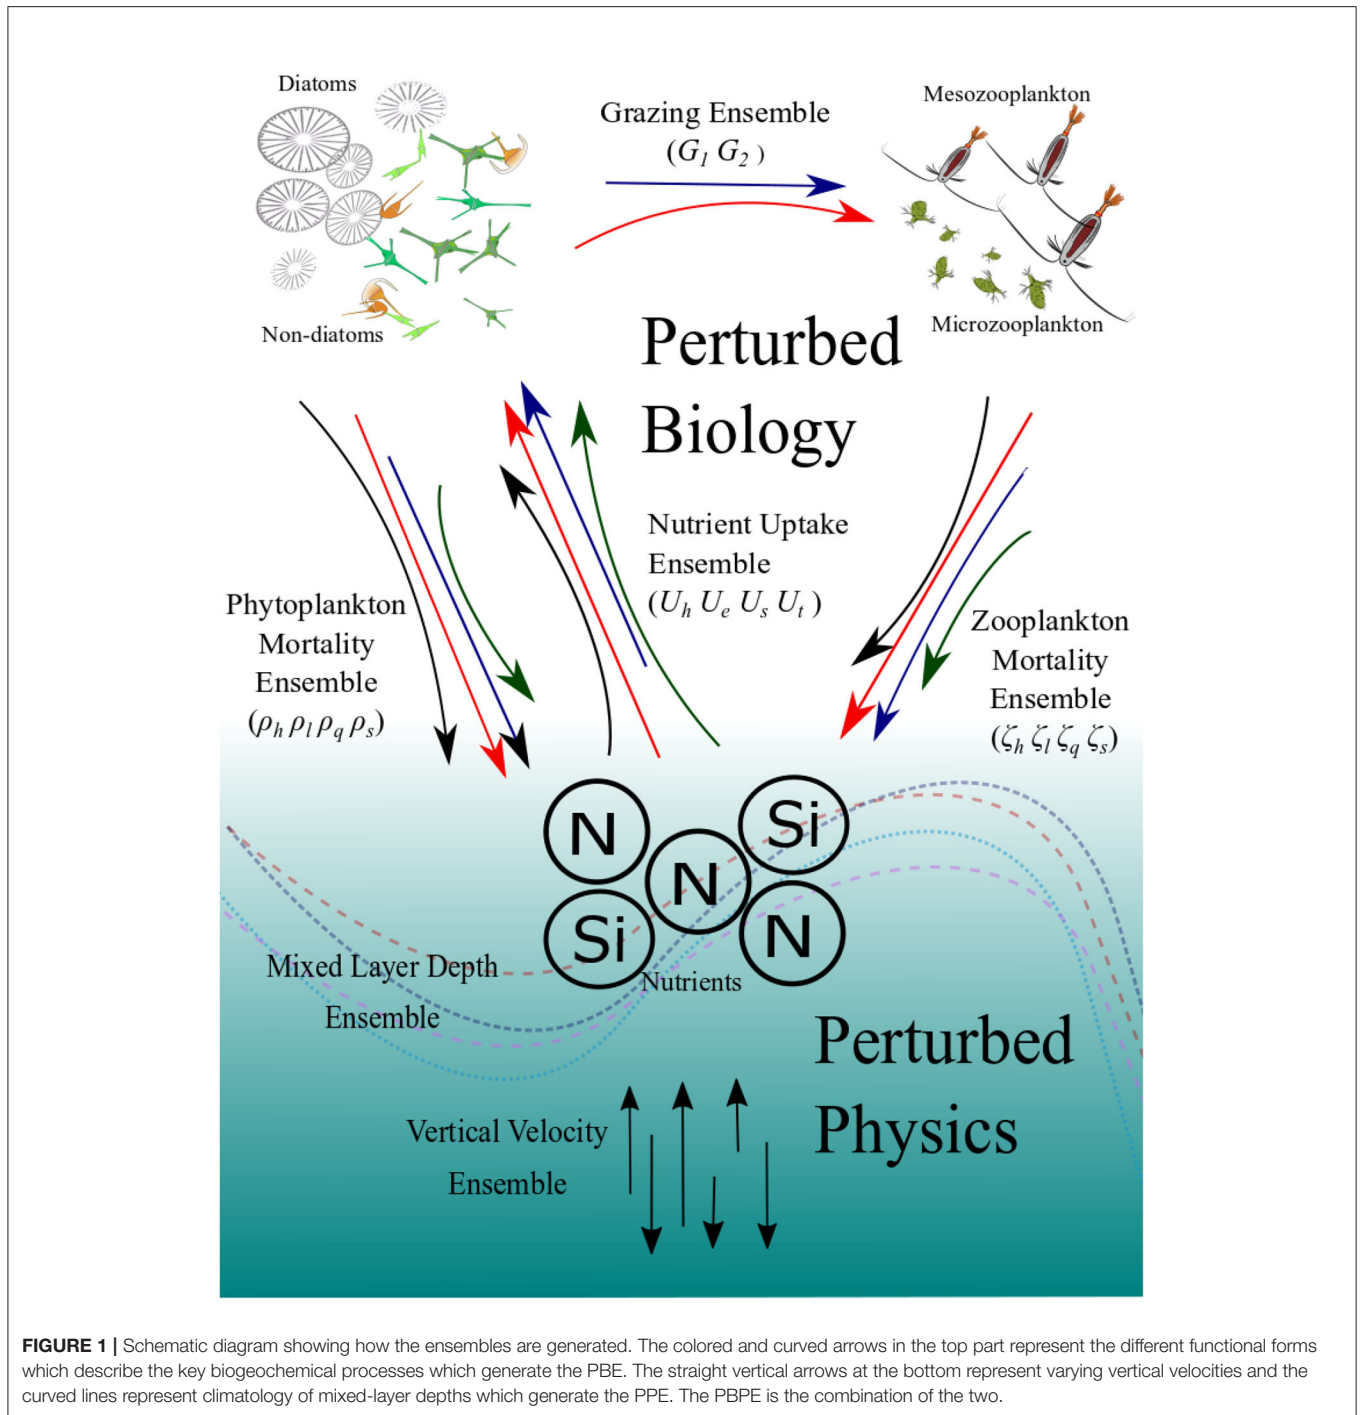 Diatoms
Grazing Ensemble
(G₁ G₂ )
Mesozooplankton
Non-diatoms
Microzooplankton
Perturbed
Biology
Nutrient Uptake
Ensemble
(Uₕ Uₑ Uₛ Uₜ )
Phytoplankton
Mortality
Ensemble
(ρₕ ρₗ ρ_q ρₛ)
Zooplankton
Mortality
Ensemble
(ζₕ ζₗ ζ_q ζₛ)
N
Si
N
Si
N
Nutrients
Mixed Layer Depth
Ensemble
Perturbed
Physics
Vertical Velocity
Ensemble
FIGURE 1 | Schematic diagram showing how the ensembles are generated. The colored and curved arrows in the top part represent the different functional forms
which describe the key biogeochemical processes which generate the PBE. The straight vertical arrows at the bottom represent varying vertical velocities and the
curved lines represent climatology of mixed-layer depths which generate the PPE. The PBPE is the combination of the two.